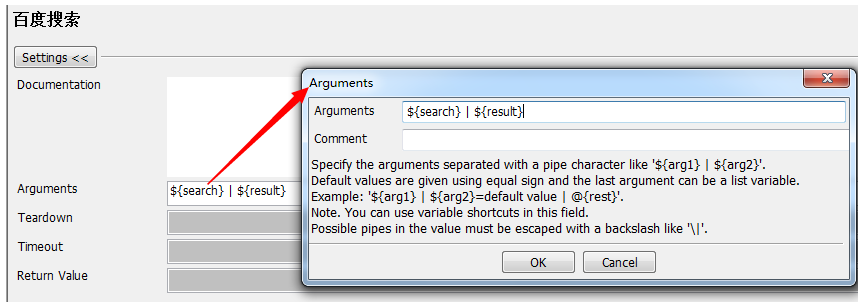 百度搜索
Settings <<
Documentation
Arguments
${search} | ${result}
Teardown
Timeout
Return Value
Arguments
Arguments
${search} | ${result}
Comment
Specify the arguments separated with a pipe character like '${arg1} | ${arg2}'.
Default values are given using equal sign and the last argument can be a list variable.
Example: '${arg1} | ${arg2}=default value | @{rest}'.
Note. You can use variable shortcuts in this field.
Possible pipes in the value must be escaped with a backslash like '\|'.
OK
Cancel